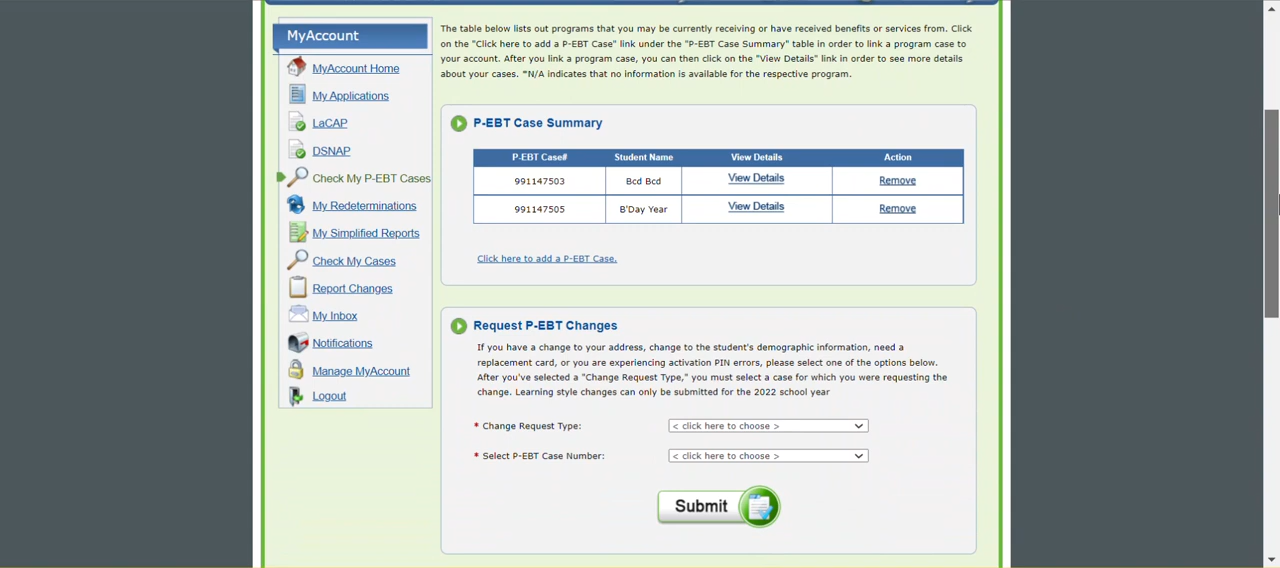 MyAccount
MyAccount Home
My Applications
LaCAP
DSNAP
Check My P-EBT Cases
My Redeterminations
My Simplified Reports
Check My Cases
Report Changes
My Inbox
Notifications
Manage MyAccount
Logout
The table below lists out programs that you may be currently receiving or have received benefits or services from. Click
on the "Click here to add a P-EBT Case" link under the "P-EBT Case Summary" table in order to link a program case to
your account. After you link a program case, you can then click on the "View Details" link in order to see more details
about your cases. *N/A indicates that no information is available for the respective program.
P-EBT Case Summary
P-EBT Case# Student Name View Details Action
991147503 Bcd Bcd View Details Remove
991147505 B'Day Year View Details Remove
Click here to add a P-EBT Case.
Request P-EBT Changes
If you have a change to your address, change to the student's demographic information, need a
replacement card, or you are experiencing activation PIN errors, please select one of the options below.
After you've selected a "Change Request Type," you must select a case for which you were requesting the
change. Learning style changes can only be submitted for the 2022 school year
* Change Request Type: < click here to choose >
* Select P-EBT Case Number: < click here to choose >
Submit